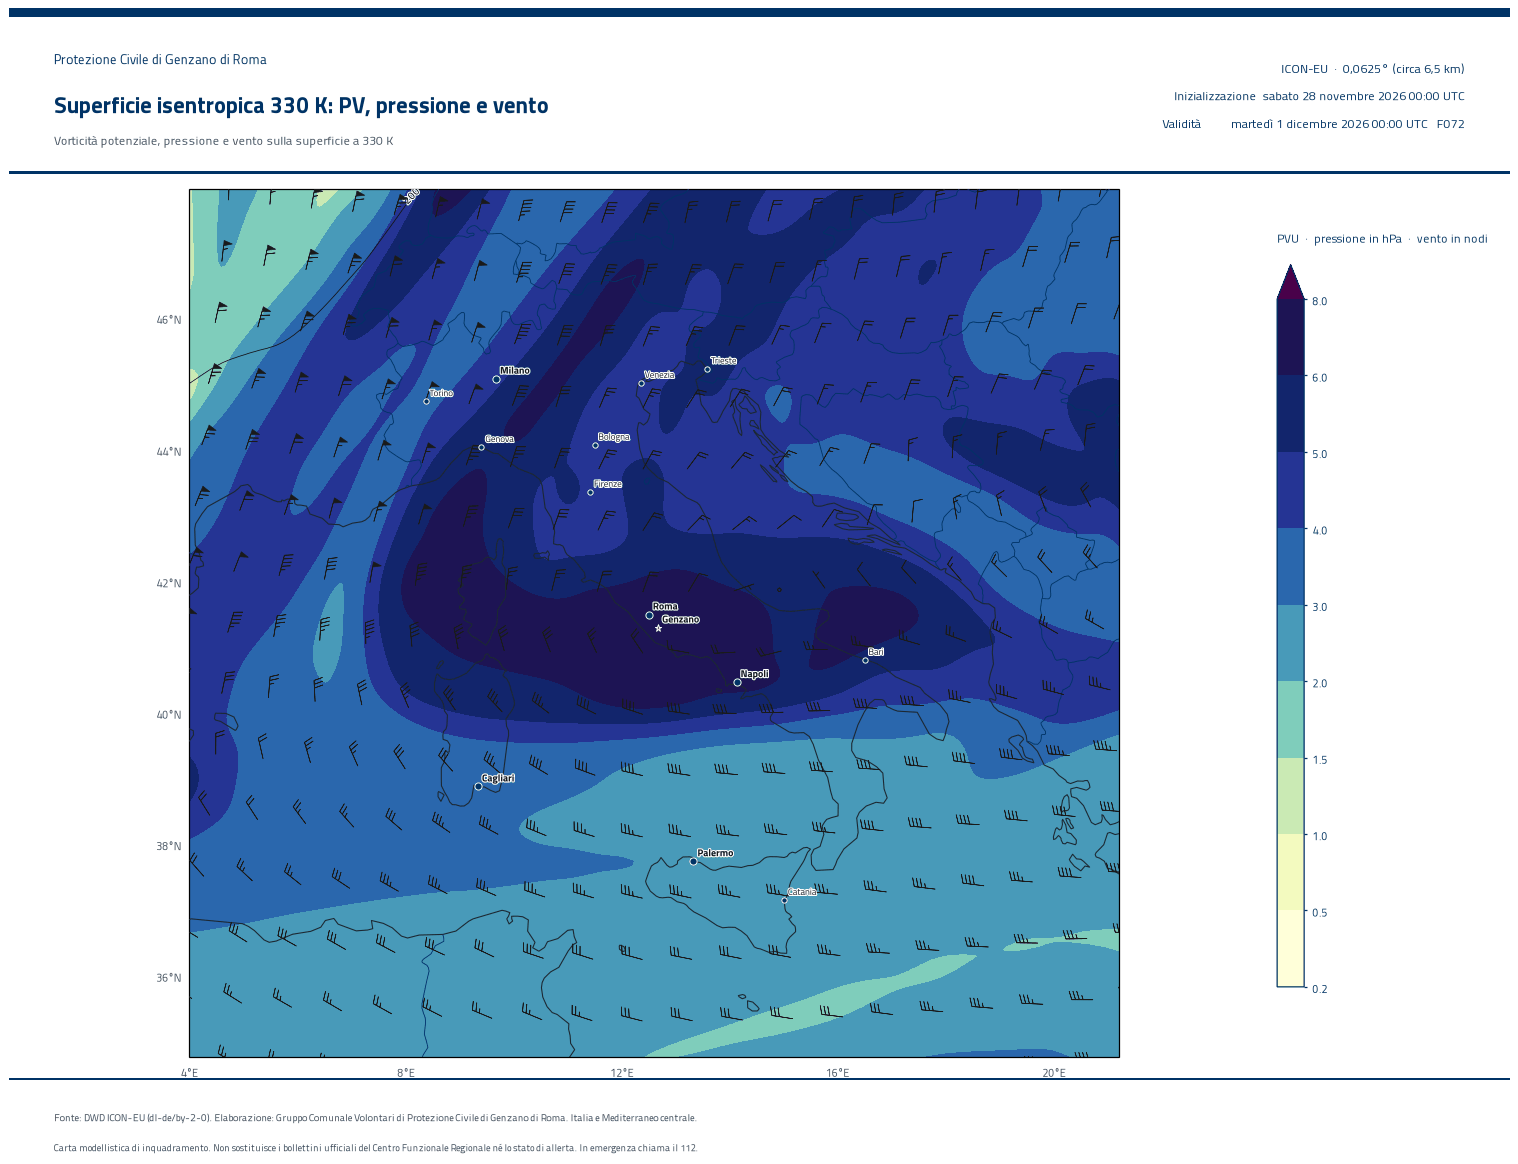 Protezione Civile di Genzano di Roma
Superficie isentropica 330 K: PV, pressione e vento
Vorticità potenziale, pressione e vento sulla superficie a 330 K
ICON-EU · 0,0625° (circa 6,5 km)
Inizializzazione sabato 28 novembre 2026 00:00 UTC
Validità martedì 1 dicembre 2026 00:00 UTC F072
200
PVU · pressione in hPa · vento in nodi
8.0
6.0
5.0
4.0
3.0
2.0
1.5
1.0
0.5
0.2
46°N
44°N
42°N
40°N
38°N
36°N
4°E
8°E
12°E
16°E
20°E
Milano
Torino
Venezia
Trieste
Genova
Bologna
Firenze
Roma
Genzano
Napoli
Bari
Cagliari
Palermo
Catania
Fonte: DWD ICON-EU (dl-de/by-2-0). Elaborazione: Gruppo Comunale Volontari di Protezione Civile di Genzano di Roma. Italia e Mediterraneo centrale.
Carta modellistica di inquadramento. Non sostituisce i bollettini ufficiali del Centro Funzionale Regionale né lo stato di allerta. In emergenza chiama il 112.